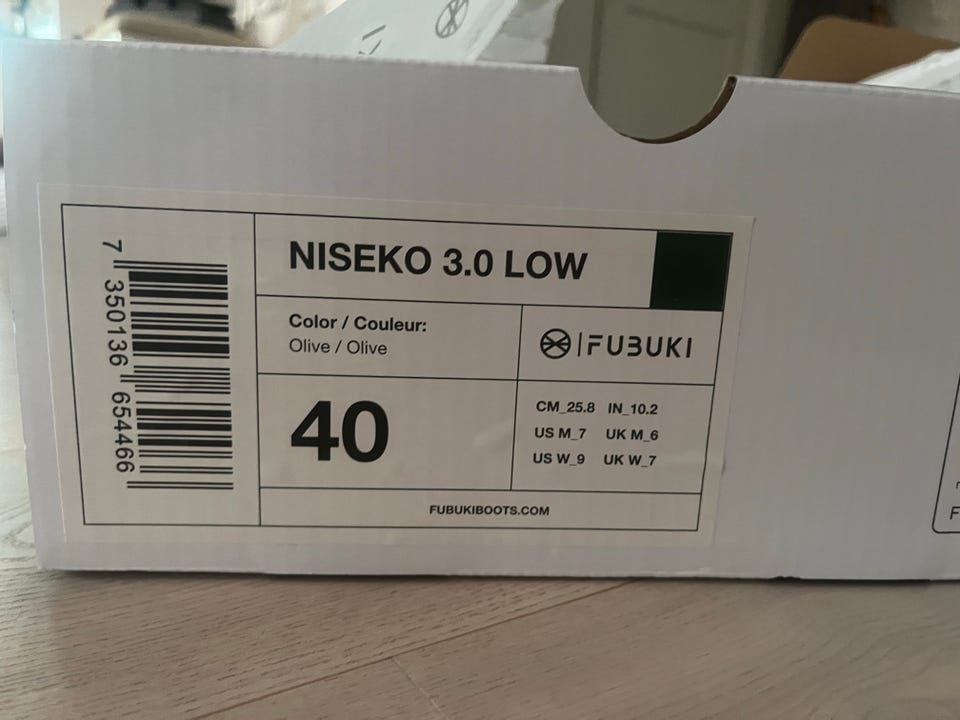 7 350136 654466
NISEKO 3.0 LOW
Color / Couleur:
Olive / Olive
FUBUKI
40
CM_25.8 IN_10.2
US M_7 UK M_6
US W_9 UK W_7
FUBUKIBOOTS.COM